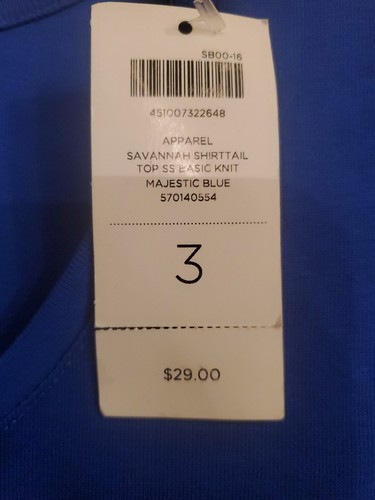 SB00-16
451007322648
APPAREL
SAVANNAH SHIRTTAIL
TOP SS BASIC KNIT
MAJESTIC BLUE
570140554
3
$29.00